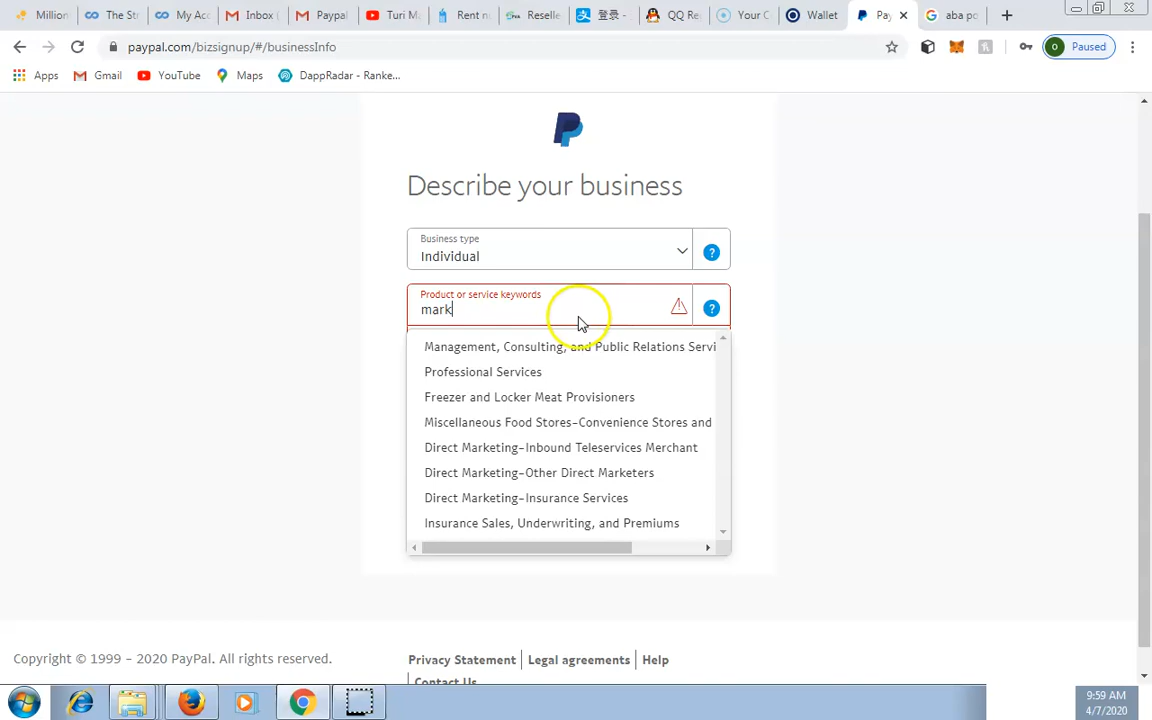 Million
The Str
My Acc
Inbox (
Paypal
Turi M
Rent n
Reselle
登录 -
QQ Re
Your C
Wallet
Pay
aba po
paypal.com/bizsignup/#/businessInfo
O Paused
Apps Gmail YouTube Maps DappRadar - Ranke...
Describe your business
Business type
Individual
Product or service keywords
mark
Management, Consulting, and Public Relations Servi
Professional Services
Freezer and Locker Meat Provisioners
Miscellaneous Food Stores-Convenience Stores and
Direct Marketing-Inbound Teleservices Merchant
Direct Marketing-Other Direct Marketers
Direct Marketing-Insurance Services
Insurance Sales, Underwriting, and Premiums
Copyright © 1999 - 2020 PayPal. All rights reserved.
Privacy Statement Legal agreements Help
Contact Us
9:59 AM
4/7/2020